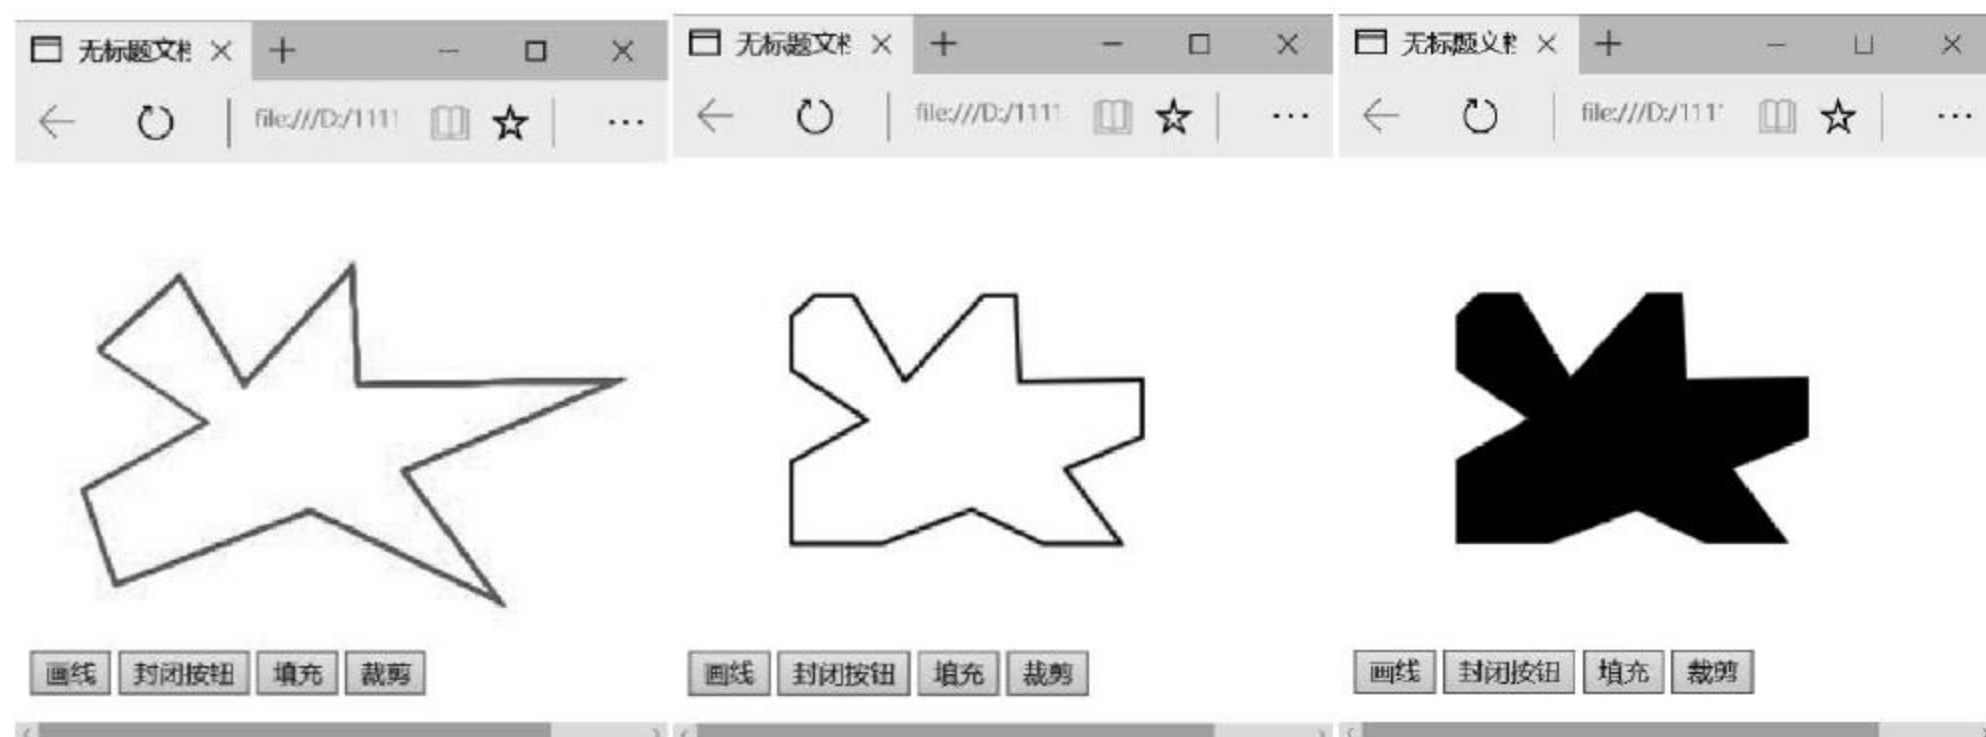 无标题文档
file:///D:/111
画线 封闭按钮 填充 裁剪
无标题文档
file:///D:/111
画线 封闭按钮 填充 裁剪
无标题文档
file:///D:/111
画线 封闭按钮 填充 裁剪